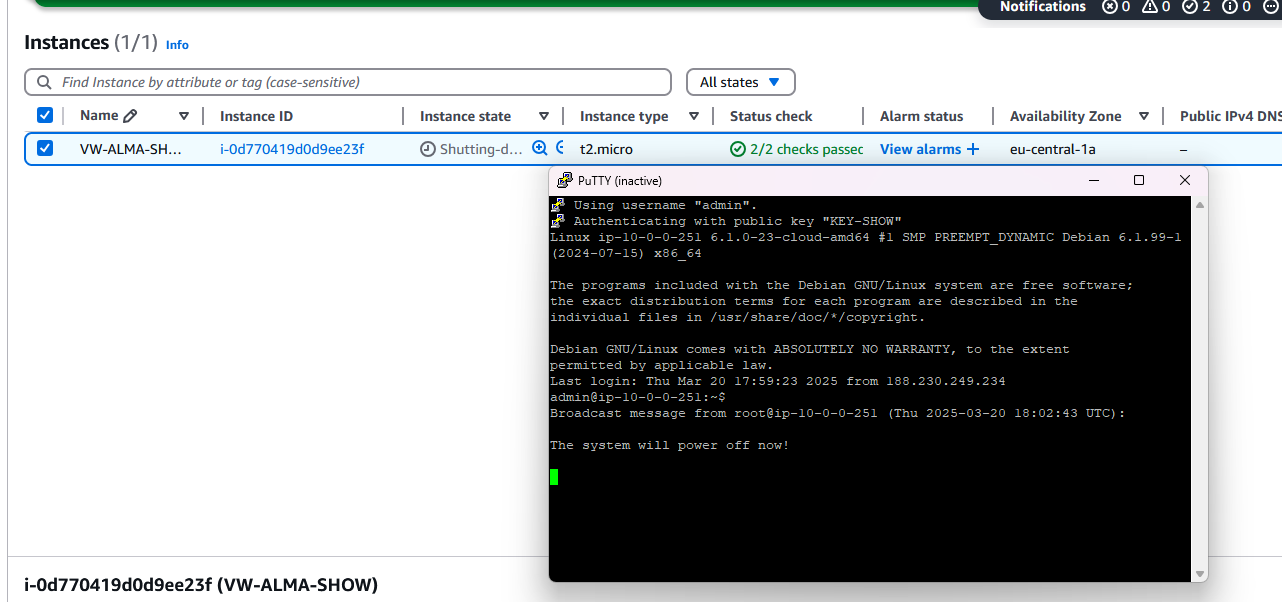 Notifications 0 0 2 0
Instances (1/1) Info
Find Instance by attribute or tag (case-sensitive)
All states
Name Instance ID Instance state Instance type Status check Alarm status Availability Zone Public IPv4 DNS
VW-ALMA-SH... i-0d770419d0d9ee23f Shutting-d... t2.micro 2/2 checks passed View alarms + eu-central-1a –
PuTTY (inactive)
Using username "admin".
Authenticating with public key "KEY-SHOW"
Linux ip-10-0-0-251 6.1.0-23-cloud-amd64 #1 SMP PREEMPT_DYNAMIC Debian 6.1.99-1
(2024-07-15) x86_64
The programs included with the Debian GNU/Linux system are free software;
the exact distribution terms for each program are described in the
individual files in /usr/share/doc/*/copyright.
Debian GNU/Linux comes with ABSOLUTELY NO WARRANTY, to the extent
permitted by applicable law.
Last login: Thu Mar 20 17:59:23 2025 from 188.230.249.234
admin@ip-10-0-0-251:~$
Broadcast message from root@ip-10-0-0-251 (Thu 2025-03-20 18:02:43 UTC):
The system will power off now!
i-0d770419d0d9ee23f (VW-ALMA-SHOW)